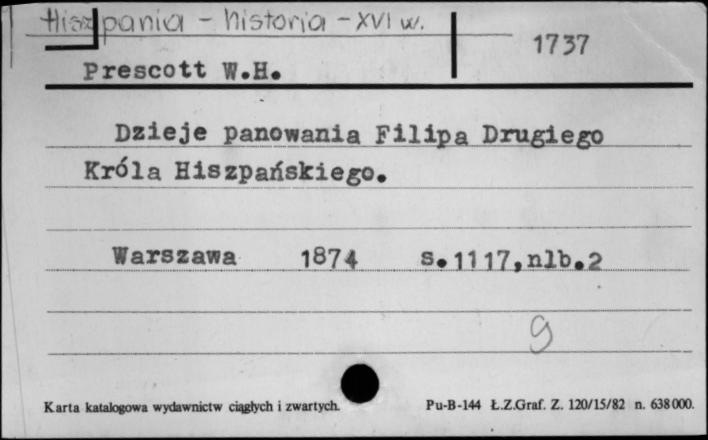 Hiszpania - historia - XVI w.
1737
Prescott W.H.
Dzieje panowania Filipa Drugiego
Króla Hiszpańskiego.
Warszawa 1874 s.1117,nlb.2
9
Karta katalogowa wydawnictw ciągłych i zwartych. Pu-B-144 Ł.Z.Graf. Z. 120/15/82 n. 638000.